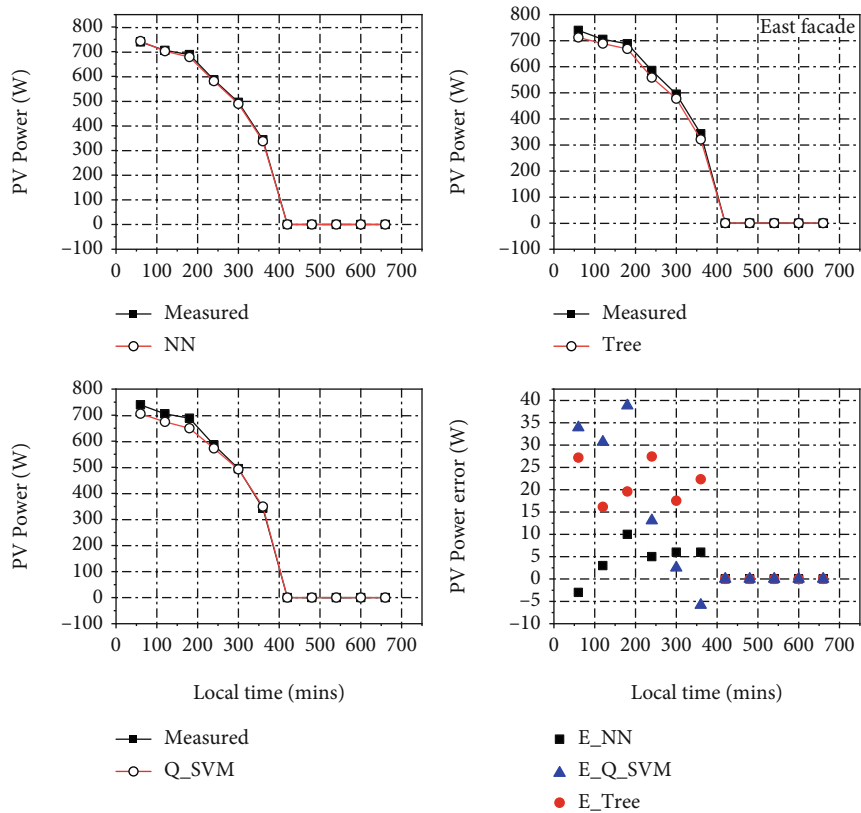 800
700
600
500
400
300
200
100
0
−100
PV Power (W)
0 100 200 300 400 500 600 700
Measured
NN
800
700
600
500
400
300
200
100
0
−100
PV Power (W)
East facade
0 100 200 300 400 500 600 700
Measured
Tree
800
700
600
500
400
300
200
100
0
−100
PV Power (W)
0 100 200 300 400 500 600 700
Local time (mins)
Measured
Q_SVM
40
35
30
25
20
15
10
5
0
−5
−10
PV Power error (W)
0 100 200 300 400 500 600 700
Local time (mins)
E_NN
E_Q_SVM
E_Tree